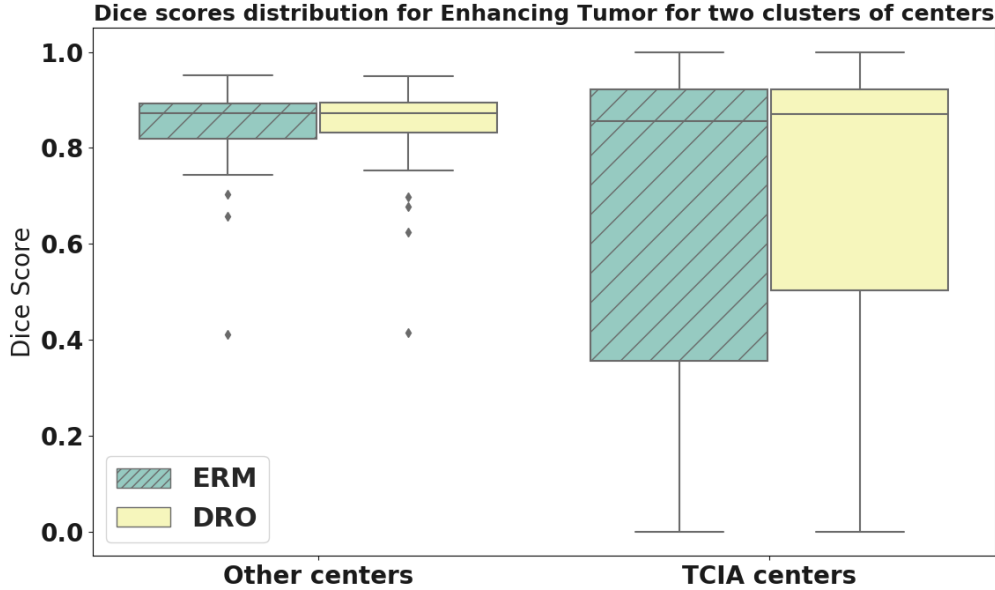 Dice scores distribution for Enhancing Tumor for two clusters of centers
1.0
0.8
0.6
0.4
0.2
0.0
Dice Score
ERM
DRO
Other centers
TCIA centers